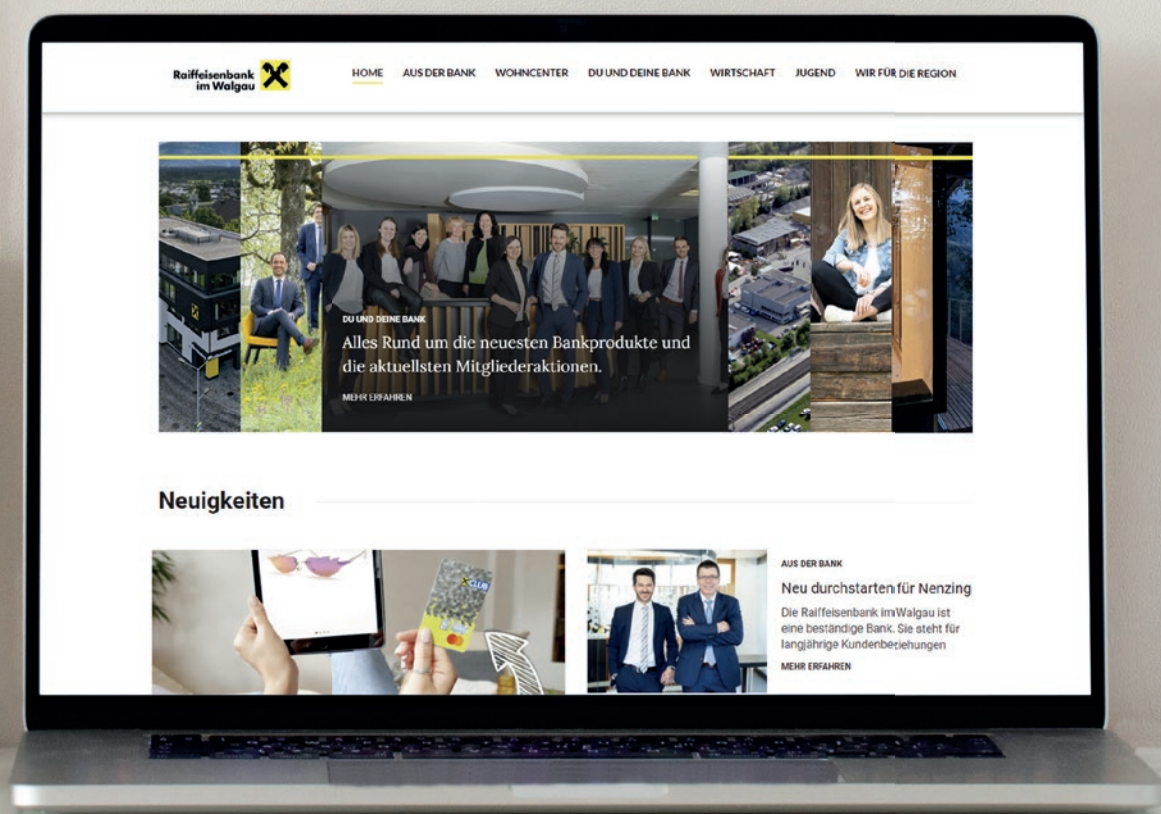 Raiffeisenbank
im Walgau
HOME AUS DER BANK WOHNCENTER DU UND DEINE BANK WIRTSCHAFT JUGEND WIR FÜR DIE REGION
DU UND DEINE BANK
Alles Rund um die neuesten Bankprodukte und
die aktuellsten Mitgliederaktionen.
MEHR ERFAHREN
Neuigkeiten
CLUB
AUS DER BANK
Neu durchstarten für Nenzing
Die Raiffeisenbank im Walgau ist
eine beständige Bank. Sie steht für
langjährige Kundenbeziehungen
MEHR ERFAHREN